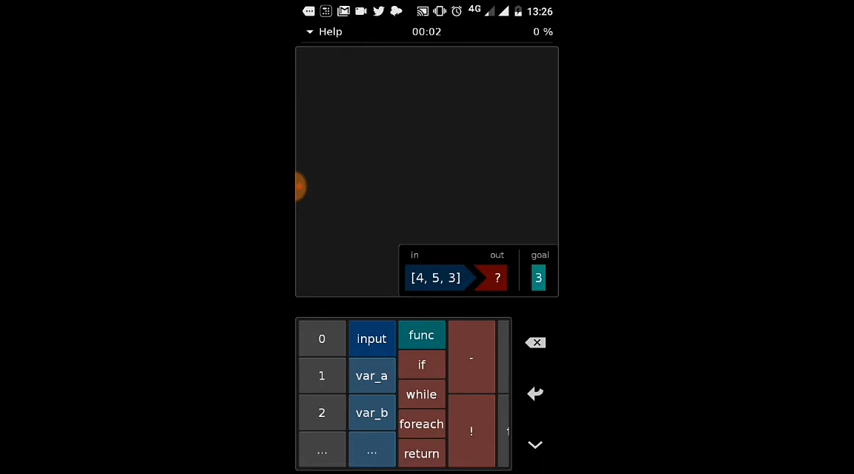 4G 13:26
Help 00:02 0 %
in out goal
[4, 5, 3] ? 3
0 input func -
if
1 var_a while
2 var_b foreach !
... ... return